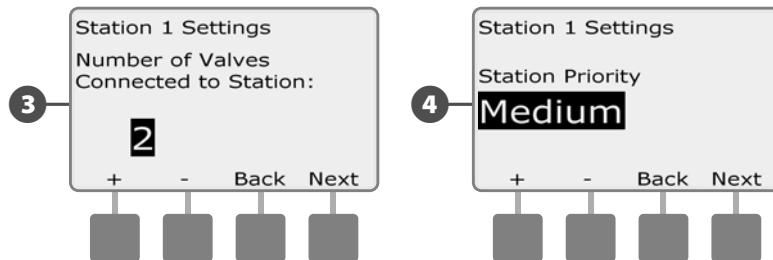 3
Station 1 Settings
Number of Valves
Connected to Station:
2
+ - Back Next
4
Station 1 Settings
Station Priority
Medium
+ - Back Next